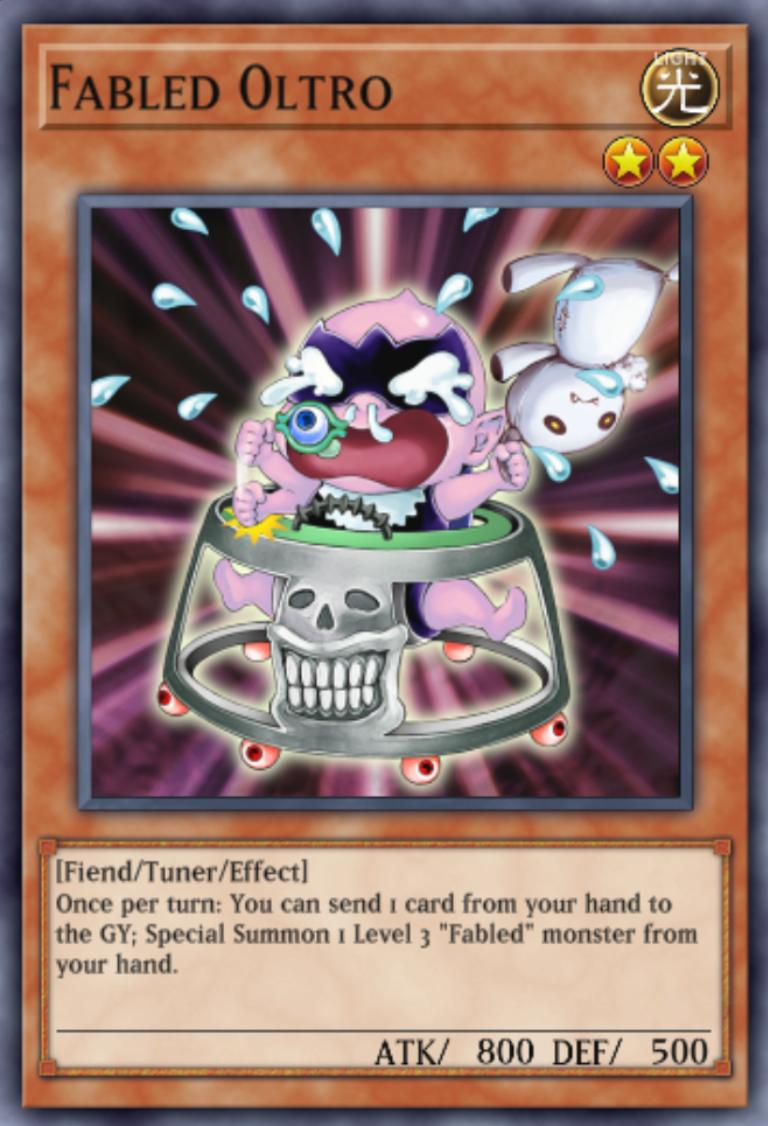 Fabled Oltro
LIGHT
光
[Fiend/Tuner/Effect]
Once per turn: You can send 1 card from your hand to
the GY; Special Summon 1 Level 3 "Fabled" monster from
your hand.
ATK/ 800 DEF/ 500